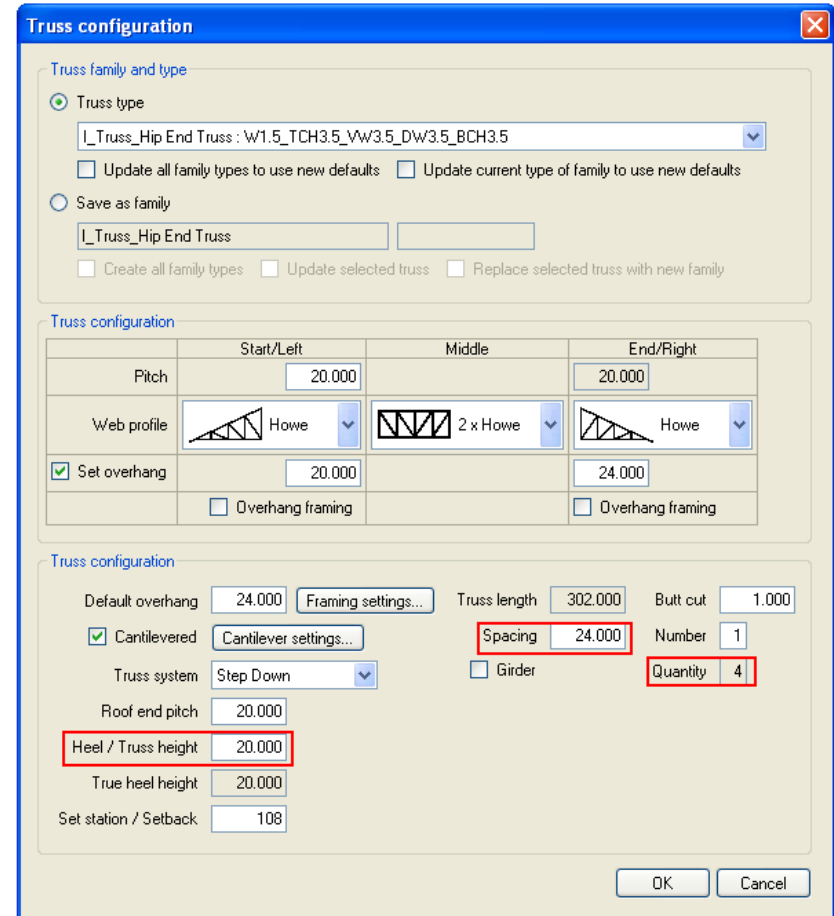 Truss configuration
Truss family and type
Truss type
I_Truss_Hip End Truss : W1.5_TCH3.5_VW3.5_DW3.5_BCH3.5
Update all family types to use new defaults Update current type of family to use new defaults
Save as family
I_Truss_Hip End Truss
Create all family types Update selected truss Replace selected truss with new family
Truss configuration
Start/Left Middle End/Right
Pitch 20.000 20.000
Web profile Howe 2 x Howe Howe
Set overhang 20.000 24.000
Overhang framing Overhang framing
Truss configuration
Default overhang 24.000 Framing settings... Truss length 302.000 Butt cut 1.000
Cantilevered Cantilever settings... Spacing 24.000 Number 1
Truss system Step Down Girder Quantity 4
Roof end pitch 20.000
Heel / Truss height 20.000
True heel height 20.000
Set station / Setback 108
OK Cancel